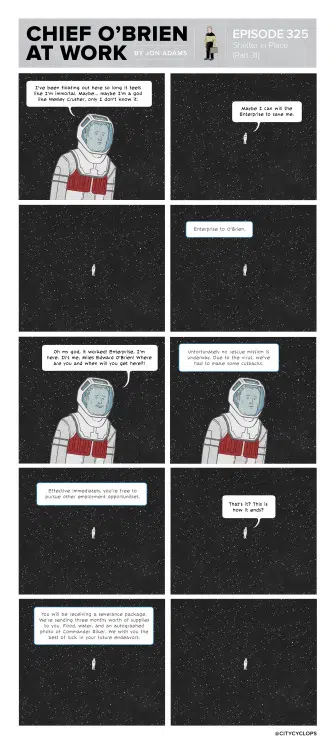 CHIEF O'BRIEN
AT WORK
BY JON ADAMS
EPISODE 325
Shelter in Place
(Part III)
I've been floating out here so long it feels
like I'm immortal. Maybe... maybe I'm a god
like Wesley Crusher, only I don't know it.
Maybe I can will the
Enterprise to save me.
Enterprise to O'Brien.
Oh my god, it worked! Enterprise, I'm
here. It's me, Miles Edward O'Brien! Where
are you and when will you get here?!
Unfortunately no rescue mission is
underway. Due to the virus, we've
had to make some cutbacks.
Effective immediately, you're free to
pursue other employment opportunities.
That's it? This is
how it ends?
You will be receiving a severance package.
We're sending three months worth of supplies
to you. Food, water, and an autographed
photo of Commander Riker. We wish you the
best of luck in your future endeavors.
@CITYCYCLOPS